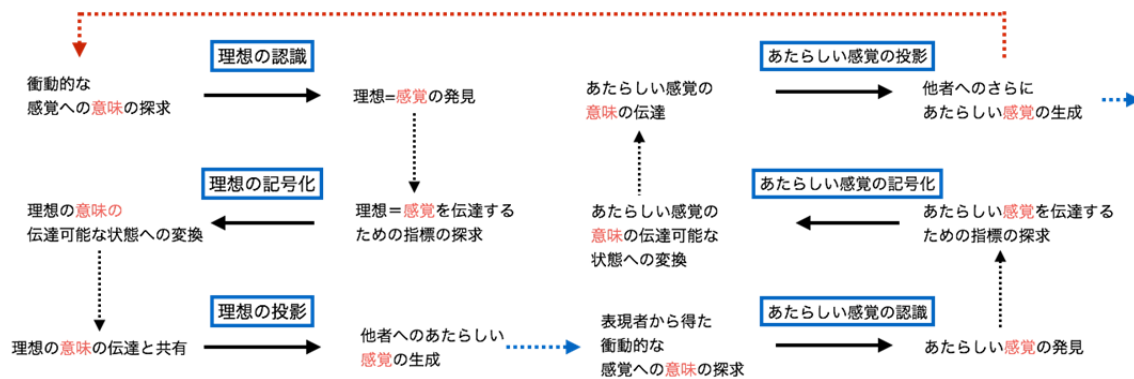 理想の認識
衝動的な
感覚への意味の探求
理想=感覚の発見
理想の記号化
理想の意味の
伝達可能な状態への変換
理想＝感覚を伝達する
ための指標の探求
理想の投影
理想の意味の伝達と共有
他者へのあたらしい
感覚の生成
あたらしい感覚の投影
あたらしい感覚の
意味の伝達
他者へのさらに
あたらしい感覚の生成
あたらしい感覚の記号化
あたらしい感覚の
意味の伝達可能な
状態への変換
あたらしい感覚を伝達する
ための指標の探求
あたらしい感覚の認識
表現者から得た
衝動的な
感覚への意味の探求
あたらしい感覚の発見